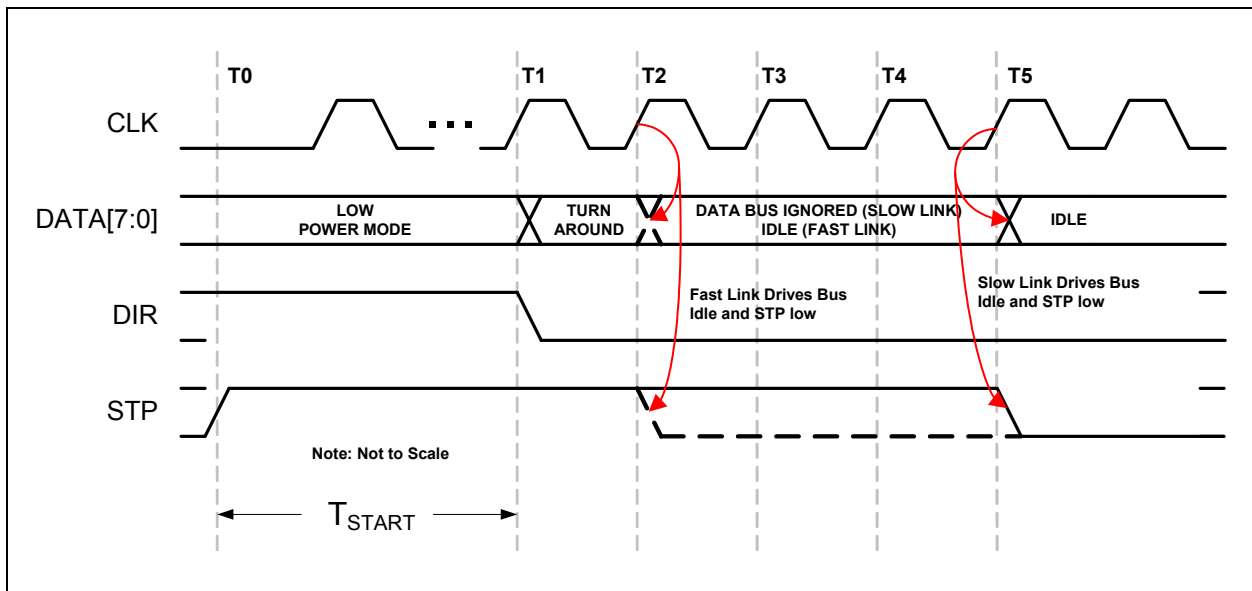 T0
T1
T2
T3
T4
T5
CLK
DATA[7:0]
LOW
POWER MODE
TURN
AROUND
DATA BUS IGNORED (SLOW LINK)
IDLE (FAST LINK)
IDLE
DIR
Fast Link Drives Bus
Idle and STP low
Slow Link Drives Bus
Idle and STP low
STP
Note: Not to Scale
TSTART